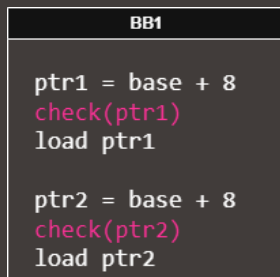 BB1
ptr1 = base + 8
check(ptr1)
load ptr1
ptr2 = base + 8
check(ptr2)
load ptr2